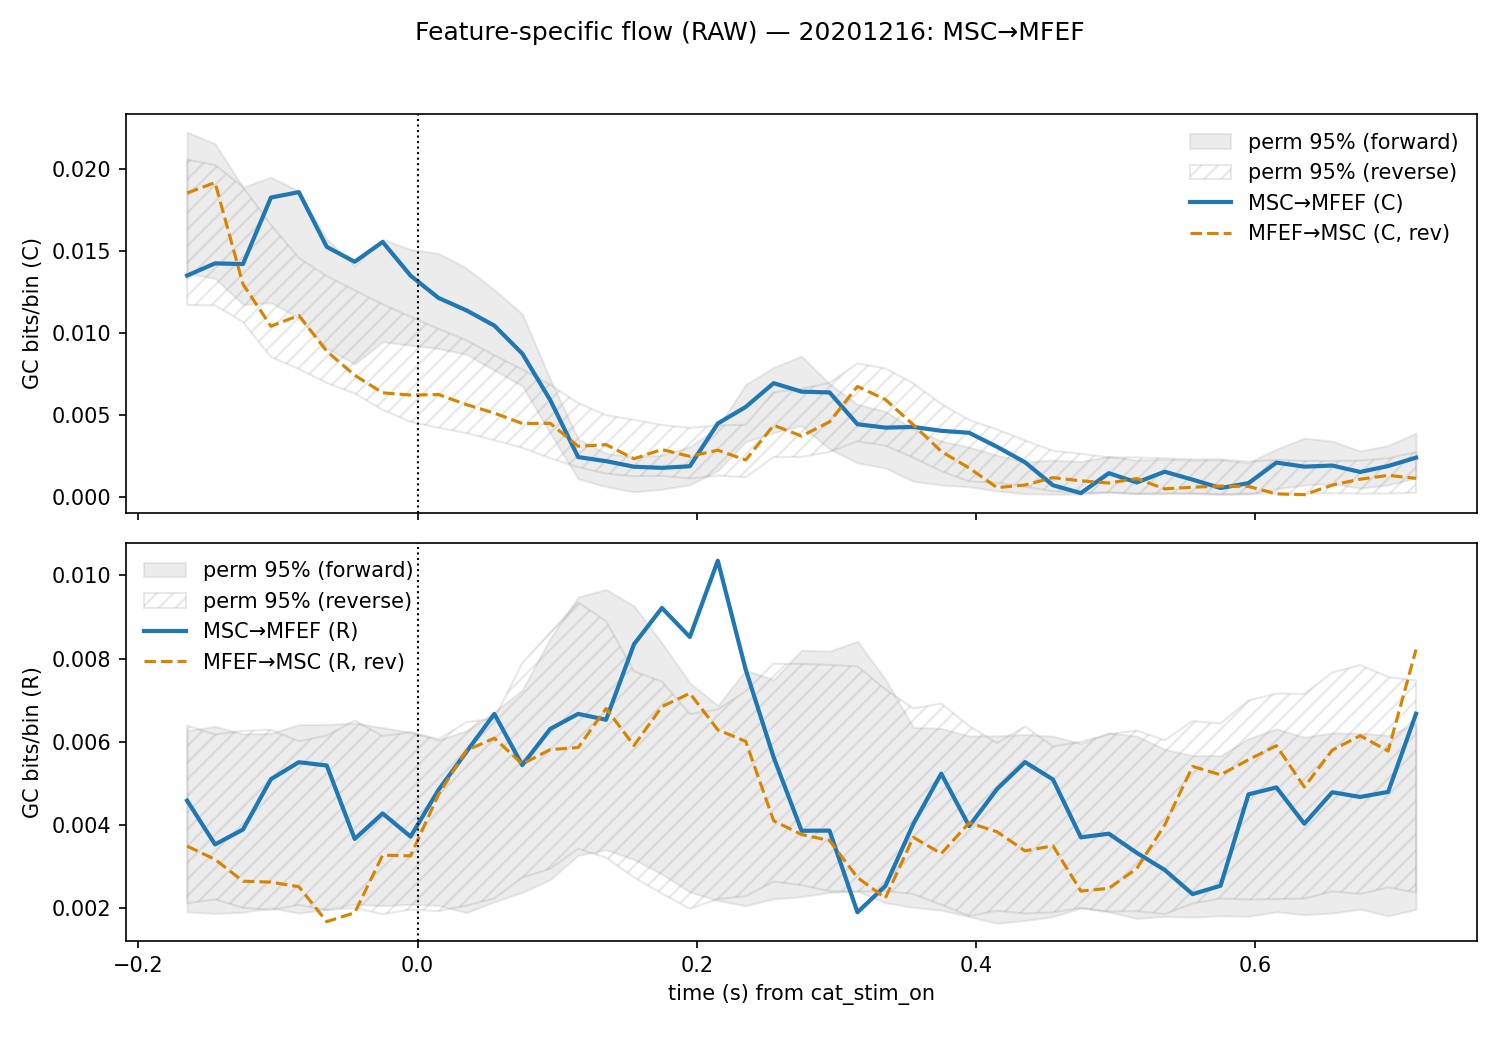 Feature-specific flow (RAW) — 20201216: MSC→MFEF
GC bits/bin (C)
0.020
0.015
0.010
0.005
0.000
perm 95% (forward)
perm 95% (reverse)
MSC→MFEF (C)
MFEF→MSC (C, rev)
GC bits/bin (R)
0.010
0.008
0.006
0.004
0.002
perm 95% (forward)
perm 95% (reverse)
MSC→MFEF (R)
MFEF→MSC (R, rev)
−0.2 0.0 0.2 0.4 0.6
time (s) from cat_stim_on